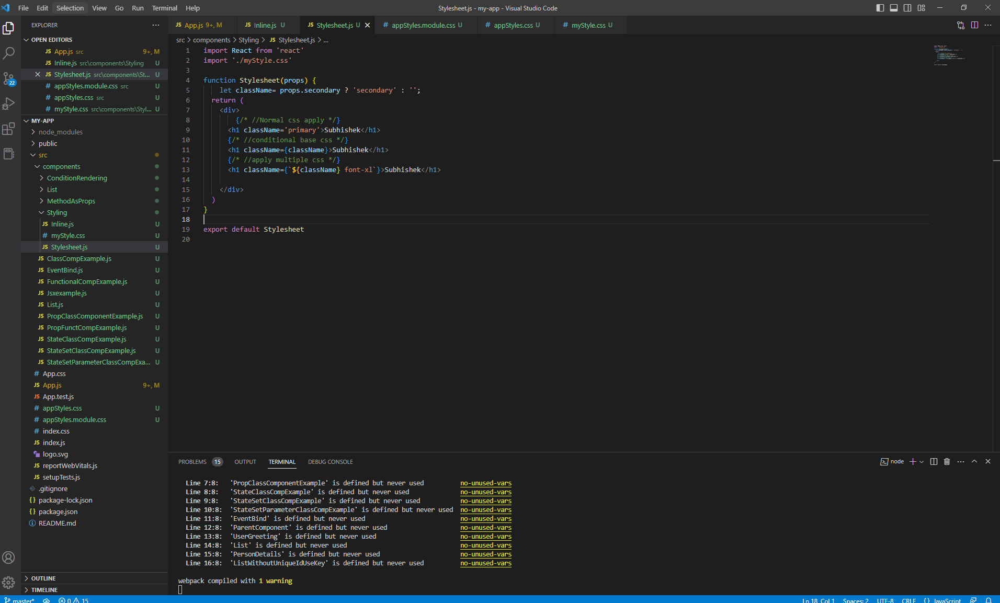 File Edit Selection View Go Run Terminal Help
Stylesheet.js - my-app - Visual Studio Code
EXPLORER
OPEN EDITORS
JS App.js src 9+, M
JS Inline.js src\components\Styling U
JS Stylesheet.js src\components\St... U
# appStyles.module.css src U
# appStyles.css src U
# myStyle.css src\components\Styl... U
22
MY-APP
node_modules
public
src
components
ConditionRendering
List
MethodAsProps
Styling
JS Inline.js U
# myStyle.css U
JS Stylesheet.js U
JS ClassCompExample.js U
JS EventBind.js U
JS FunctionalCompExample.js U
JS Jsxexample.js U
JS List.js U
JS PropClassComponentExample.js U
JS PropFunctCompExample.js U
JS StateClassCompExample.js U
JS StateSetClassCompExample.js U
JS StateSetParameterClassCompExa... U
# App.css
JS App.js 9+, M
JS App.test.js
# appStyles.css U
# appStyles.module.css U
# index.css
JS index.js
logo.svg
JS reportWebVitals.js
JS setupTests.js
.gitignore
{} package-lock.json
{} package.json
README.md
OUTLINE
TIMELINE
JS App.js 9+, M JS Inline.js U JS Stylesheet.js U # appStyles.module.css U # appStyles.css U # myStyle.css U
src > components > Styling > JS Stylesheet.js > ...
1 import React from 'react'
2 import './myStyle.css'
3
4 function Stylesheet(props) {
5 let className= props.secondary ? 'secondary' : '';
6 return (
7 <div>
8 {/* //Normal css apply */}
9 <h1 className='primary'>Subhishek</h1>
10 {/* //conditional base css */}
11 <h1 className={className}>Subhishek</h1>
12 {/* //apply multiple css */}
13 <h1 className={`${className} font-xl`}>Subhishek</h1>
14
15 </div>
16 )
17 }
18
19 export default Stylesheet
20
PROBLEMS 15 OUTPUT TERMINAL DEBUG CONSOLE
node
Line 7:8: 'PropClassComponentExample' is defined but never used no-unused-vars
Line 8:8: 'StateClassCompExample' is defined but never used no-unused-vars
Line 9:8: 'StateSetClassCompExample' is defined but never used no-unused-vars
Line 10:8: 'StateSetParameterClassCompExample' is defined but never used no-unused-vars
Line 11:8: 'EventBind' is defined but never used no-unused-vars
Line 12:8: 'ParentComponent' is defined but never used no-unused-vars
Line 13:8: 'UserGreeting' is defined but never used no-unused-vars
Line 14:8: 'List' is defined but never used no-unused-vars
Line 15:8: 'PersonDetails' is defined but never used no-unused-vars
Line 16:8: 'ListWithoutUniqueIdUseKey' is defined but never used no-unused-vars
webpack compiled with 1 warning
master* 0 15 Ln 18, Col 1 Spaces: 2 UTF-8 CRLF {} JavaScript